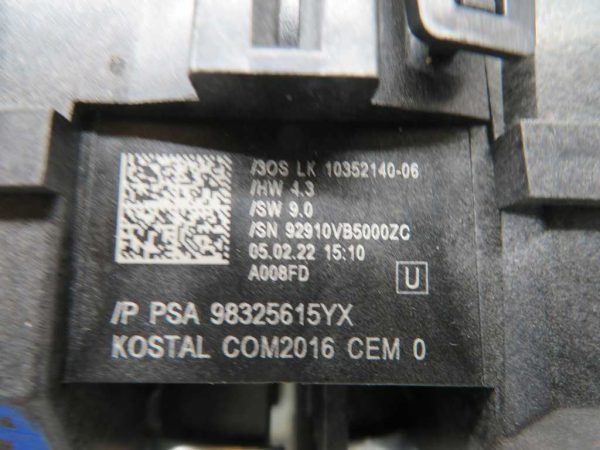 /3OS LK 10352140-06
/HW 4.3
/SW 9.0
/SN 92910VB5000ZC
05.02.22 15:10
A008FD
U
/P PSA 98325615YX
KOSTAL COM2016 CEM 0